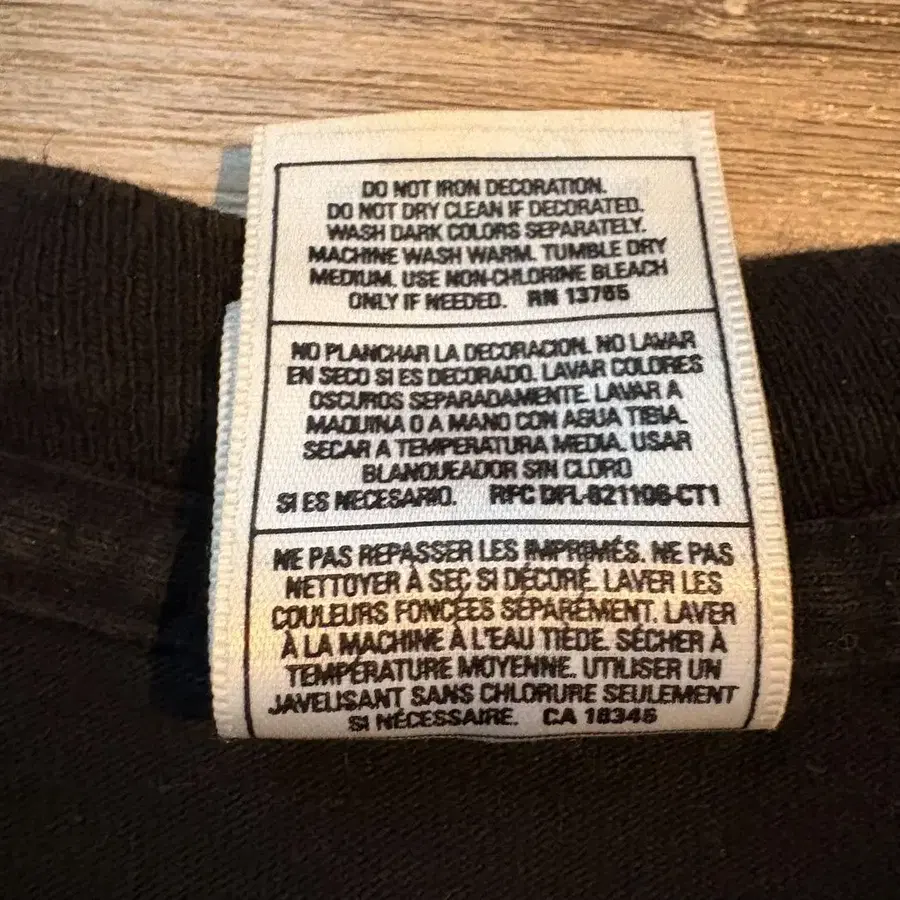 DO NOT IRON DECORATION.
DO NOT DRY CLEAN IF DECORATED.
WASH DARK COLORS SEPARATELY.
MACHINE WASH WARM. TUMBLE DRY
MEDIUM. USE NON-CHLORINE BLEACH
ONLY IF NEEDED. RN 13765
NO PLANCHAR LA DECORACION. NO LAVAR
EN SECO SI ES DECORADO. LAVAR COLORES
OSCUROS SEPARADAMENTE. LAVAR A
MAQUINA O A MANO CON AGUA TIBIA.
SECAR A TEMPERATURA MEDIA. USAR
BLANQUEADOR SIN CLORO
SI ES NECESARIO. RFC DFL-821106-CT1
NE PAS REPASSER LES IMPRIMÉS. NE PAS
NETTOYER À SEC SI DÉCORÉ. LAVER LES
COULEURS FONCÉES SÉPARÉMENT. LAVER
À LA MACHINE À L'EAU TIÈDE. SÉCHER À
TEMPÉRATURE MOYENNE. UTILISER UN
JAVELISANT SANS CHLORURE SEULEMENT
SI NÉCESSAIRE. CA 18346